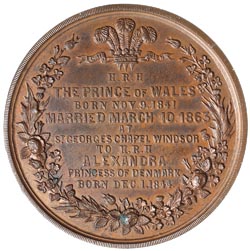 H.R.H
THE PRINCE OF WALES
BORN NOV. 9. 1841
MARRIED MARCH 10 1863
AT
ST GEORGES CHAPEL WINDSOR
TO H.R.H
ALEXANDRA
PRINCESS OF DENMARK
BORN DEC. 1. 1844